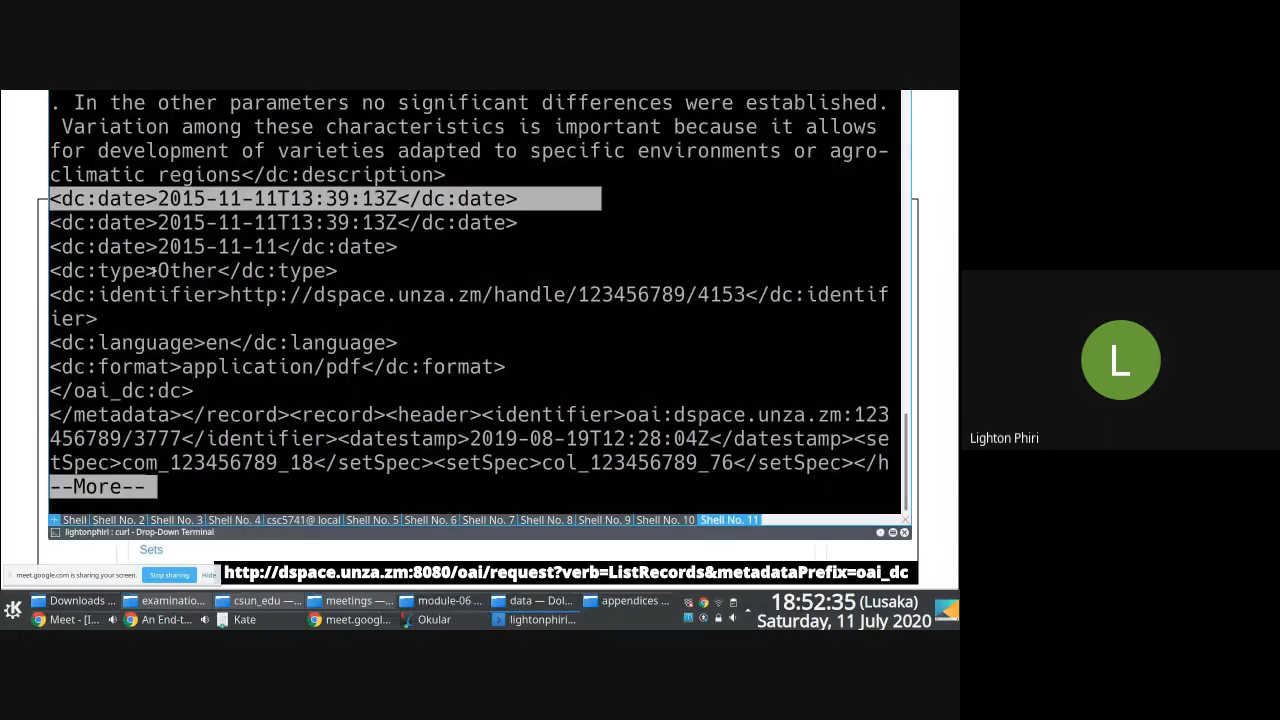 . In the other parameters no significant differences were established.
Variation among these characteristics is important because it allows
for development of varieties adapted to specific environments or agro-
climatic regions</dc:description>
<dc:date>2015-11-11T13:39:13Z</dc:date>
<dc:date>2015-11-11T13:39:13Z</dc:date>
<dc:date>2015-11-11</dc:date>
<dc:type>Other</dc:type>
<dc:identifier>http://dspace.unza.zm/handle/123456789/4153</dc:identif
ier>
<dc:language>en</dc:language>
<dc:format>application/pdf</dc:format>
</oai_dc:dc>
</metadata></record><record><header><identifier>oai:dspace.unza.zm:123
456789/3777</identifier><datestamp>2019-08-19T12:28:04Z</datestamp><se
tSpec>com_123456789_18</setSpec><setSpec>col_123456789_76</setSpec></h
--More--
Shell Shell No. 2 Shell No. 3 Shell No. 4 csc5741@ local Shell No. 5 Shell No. 6 Shell No. 7 Shell No. 8 Shell No. 9 Shell No. 10 Shell No. 11
lightonphiri : curl - Drop-Down Terminal
Sets
meet.google.com is sharing your screen. Stop sharing Hide
http://dspace.unza.zm:8080/oai/request?verb=ListRecords&metadataPrefix=oai_dc
Downloads ... examinatio... csun_edu —... meetings —... module-06 ... data — Dol... appendices ...
Meet - [I... An End-t... Kate meet.googl... Okular lightonphiri...
18:52:35 (Lusaka)
Saturday, 11 July 2020
L
Lighton Phiri